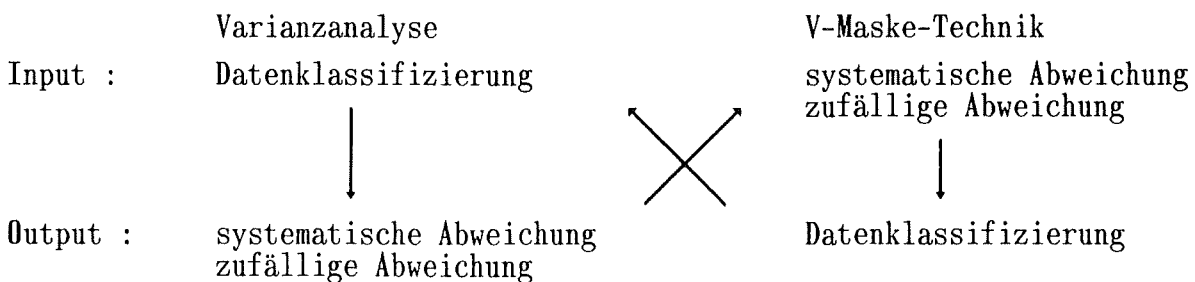 Varianzanalyse V-Maske-Technik
Input : Datenklassifizierung systematische Abweichung
zufällige Abweichung
Output : systematische Abweichung Datenklassifizierung
zufällige Abweichung